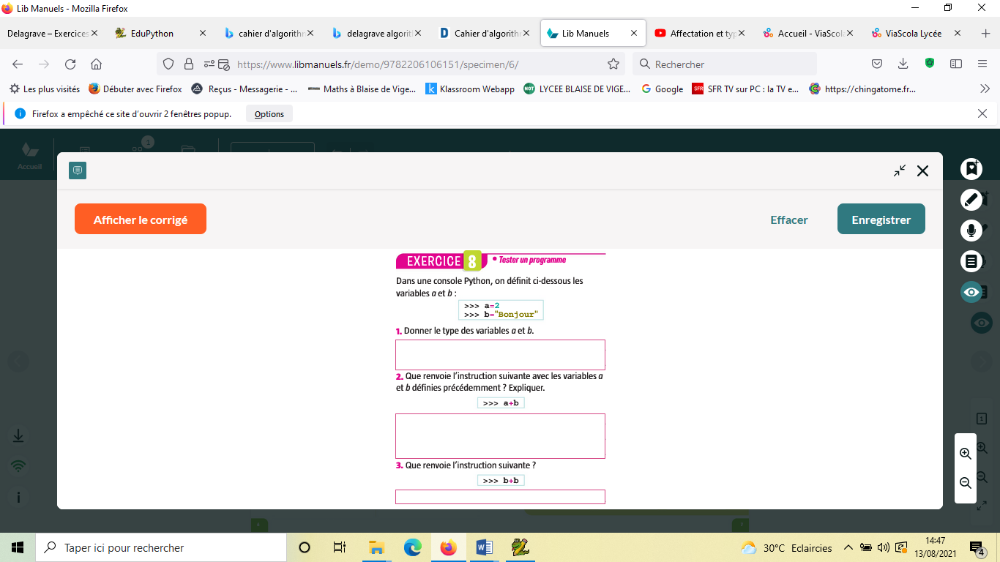 Lib Manuels - Mozilla Firefox
Delagrave – Exercices
EduPython
cahier d'algorithm
delagrave algorith
Cahier d'algorithm
Lib Manuels
Affectation et typ
Accueil - ViaScola
ViaScola Lycée
https://www.libmanuels.fr/demo/9782206106151/specimen/6/
Rechercher
Les plus visités
Débuter avec Firefox
Reçus - Messagerie - ...
Maths à Blaise de Vige...
Klassroom Webapp
LYCEE BLAISE DE VIGE...
Google
SFR TV sur PC : la TV e...
https://chingatome.fr...
Firefox a empêché ce site d'ouvrir 2 fenêtres popup.
Options
1
Accueil
Afficher le corrigé
Effacer
Enregistrer
EXERCICE 8
• Tester un programme
Dans une console Python, on définit ci-dessous les
variables a et b :
>>> a=2
>>> b="Bonjour"
1. Donner le type des variables a et b.
2. Que renvoie l'instruction suivante avec les variables a
et b définies précédemment ? Expliquer.
>>> a+b
3. Que renvoie l'instruction suivante ?
>>> b+b
Taper ici pour rechercher
30°C Eclaircies
14:47
13/08/2021
4